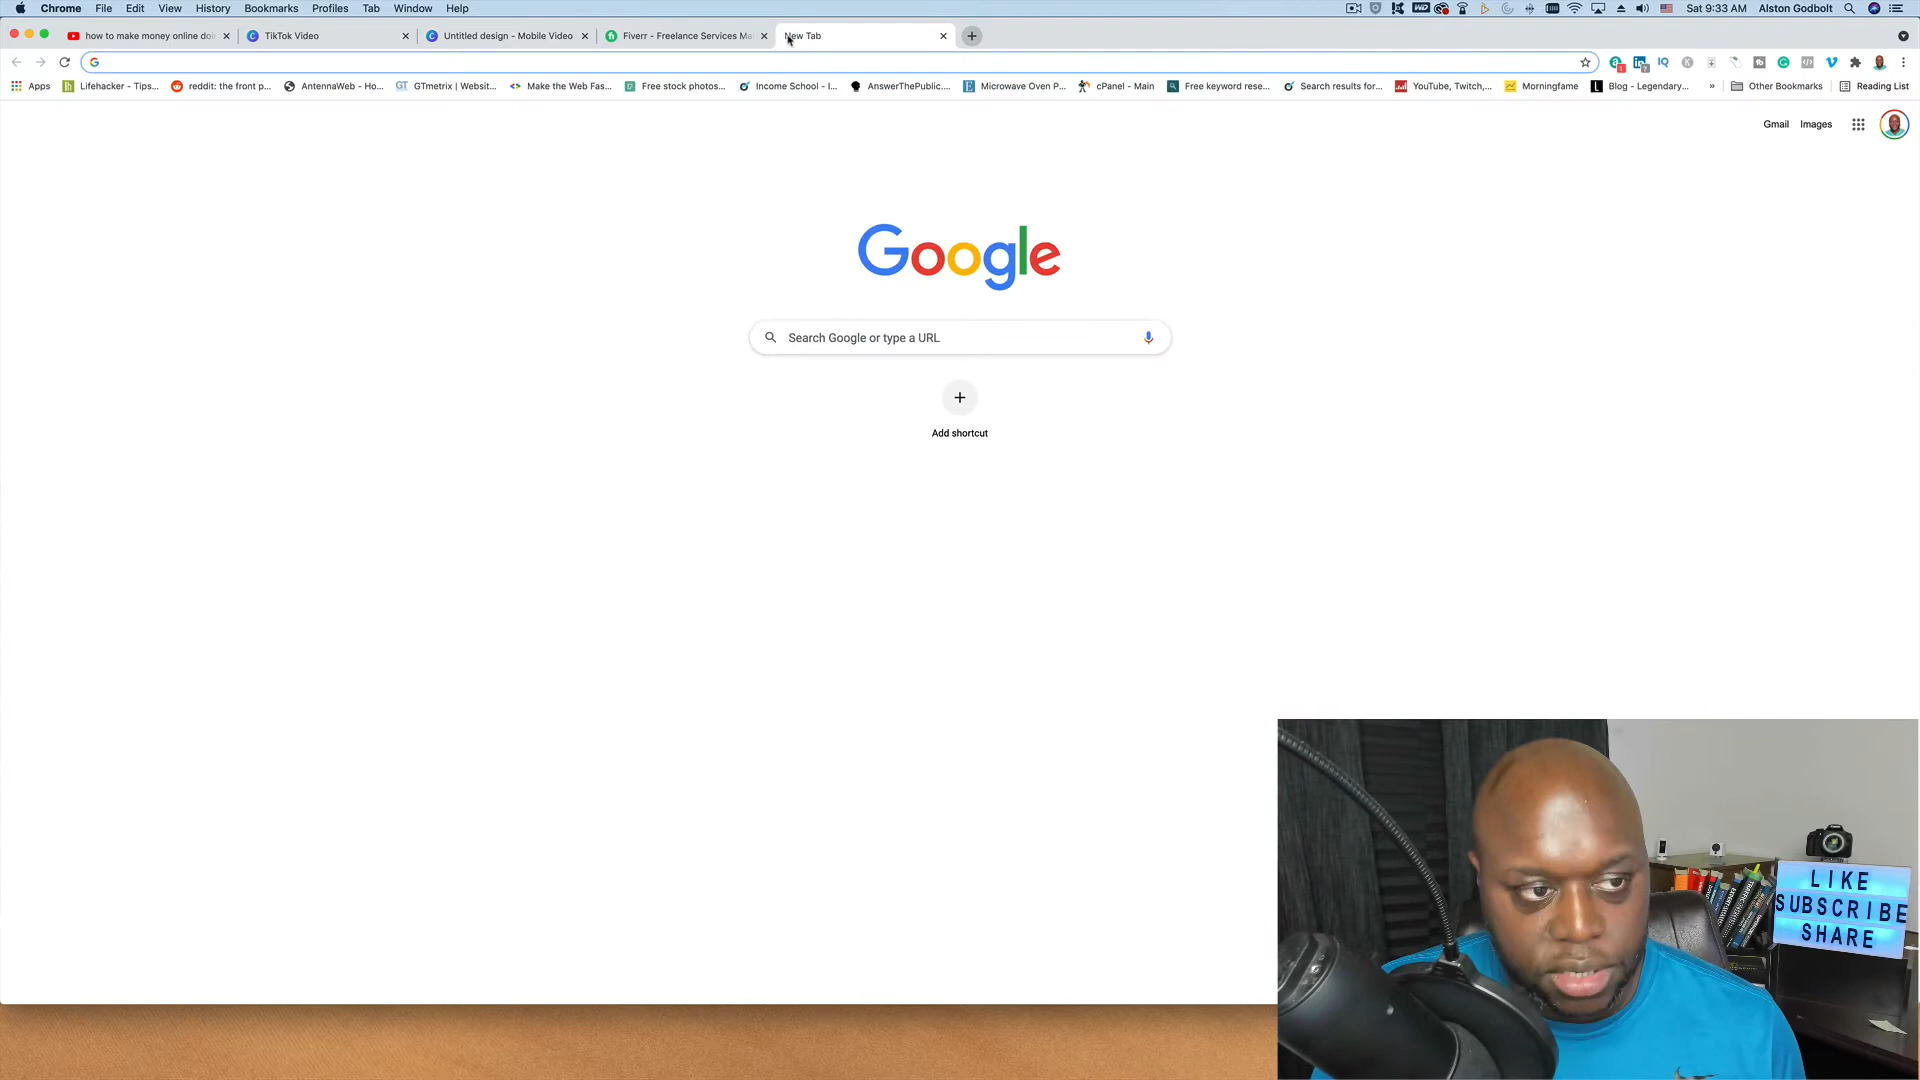 Chrome File Edit View History Bookmarks Profiles Tab Window Help
Sat 9:33 AM Alston Godbolt
how to make money online doi
TikTok Video
Untitled design - Mobile Video
Fiverr - Freelance Services Ma
New Tab
Apps
Lifehacker - Tips...
reddit: the front p...
AntennaWeb - Ho...
GTmetrix | Websit...
Make the Web Fas...
Free stock photos...
Income School - I...
AnswerThePublic....
Microwave Oven P...
cPanel - Main
Free keyword rese...
Search results for...
YouTube, Twitch,...
Morningfame
Blog - Legendary...
»
Other Bookmarks
Reading List
Gmail Images
Google
Search Google or type a URL
Add shortcut
LIKE
SUBSCRIBE
SHARE